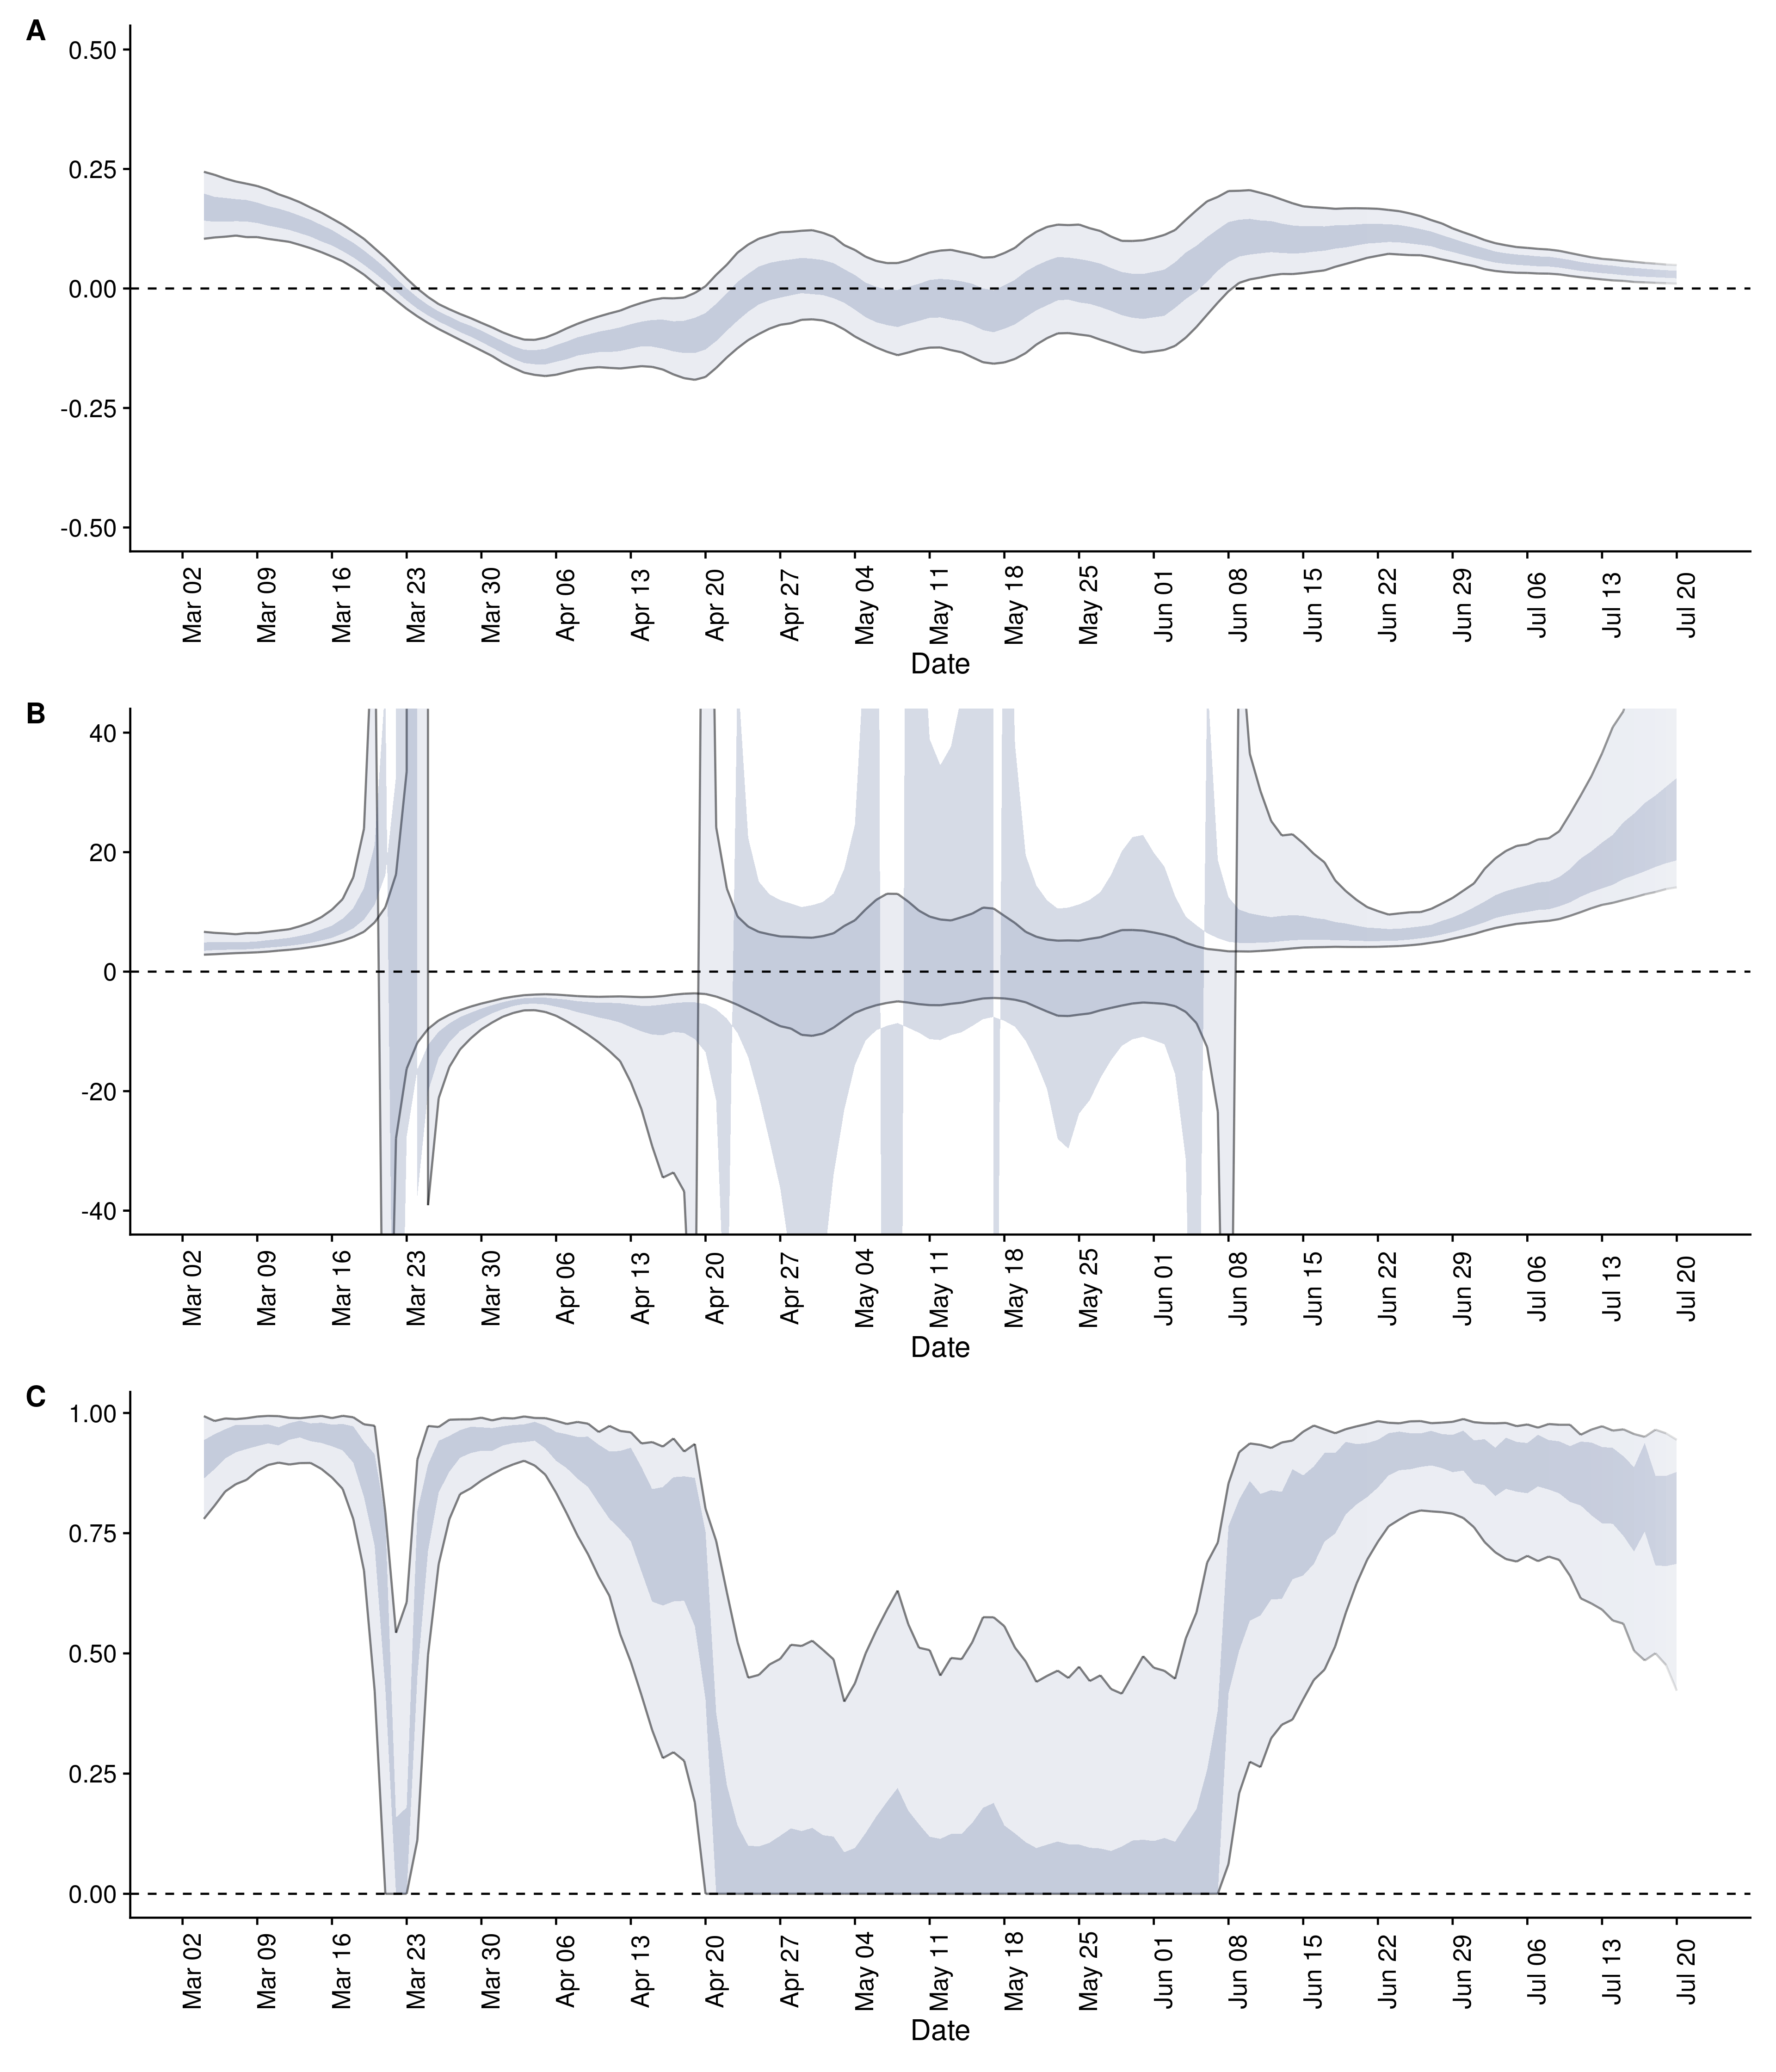 A
0.50
0.25
0.00
-0.25
-0.50
Mar 02
Mar 09
Mar 16
Mar 23
Mar 30
Apr 06
Apr 13
Apr 20
Apr 27
May 04
May 11
May 18
May 25
Jun 01
Jun 08
Jun 15
Jun 22
Jun 29
Jul 06
Jul 13
Jul 20
Date
B
40
20
0
-20
-40
Mar 02
Mar 09
Mar 16
Mar 23
Mar 30
Apr 06
Apr 13
Apr 20
Apr 27
May 04
May 11
May 18
May 25
Jun 01
Jun 08
Jun 15
Jun 22
Jun 29
Jul 06
Jul 13
Jul 20
Date
C
1.00
0.75
0.50
0.25
0.00
Mar 02
Mar 09
Mar 16
Mar 23
Mar 30
Apr 06
Apr 13
Apr 20
Apr 27
May 04
May 11
May 18
May 25
Jun 01
Jun 08
Jun 15
Jun 22
Jun 29
Jul 06
Jul 13
Jul 20
Date